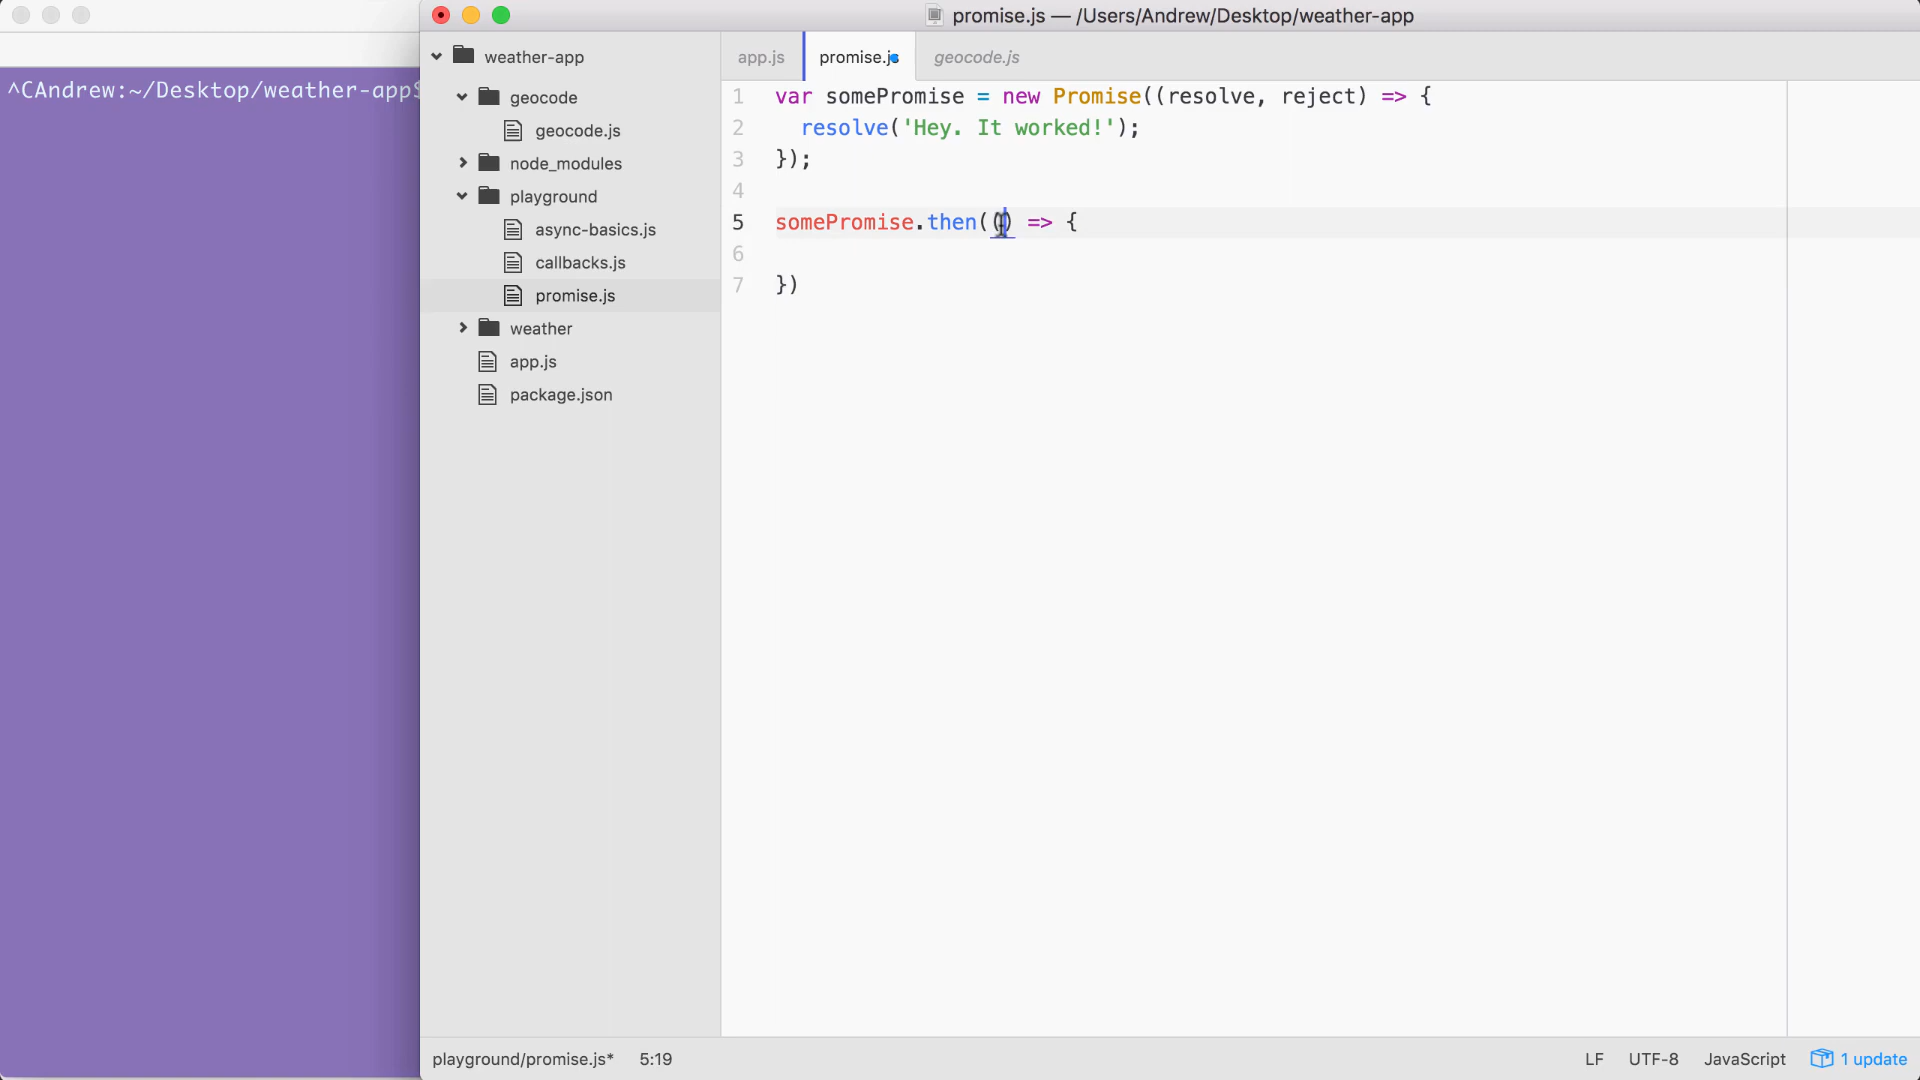 promise.js — /Users/Andrew/Desktop/weather-app
^CAndrew:~/Desktop/weather-app$
weather-app
geocode
geocode.js
node_modules
playground
async-basics.js
callbacks.js
promise.js
weather
app.js
package.json
app.js
promise.js
geocode.js
1 var somePromise = new Promise((resolve, reject) => {
2   resolve('Hey. It worked!');
3 });
4
5 somePromise.then(() => {
6
7 })
playground/promise.js* 5:19
LF UTF-8 JavaScript 1 update